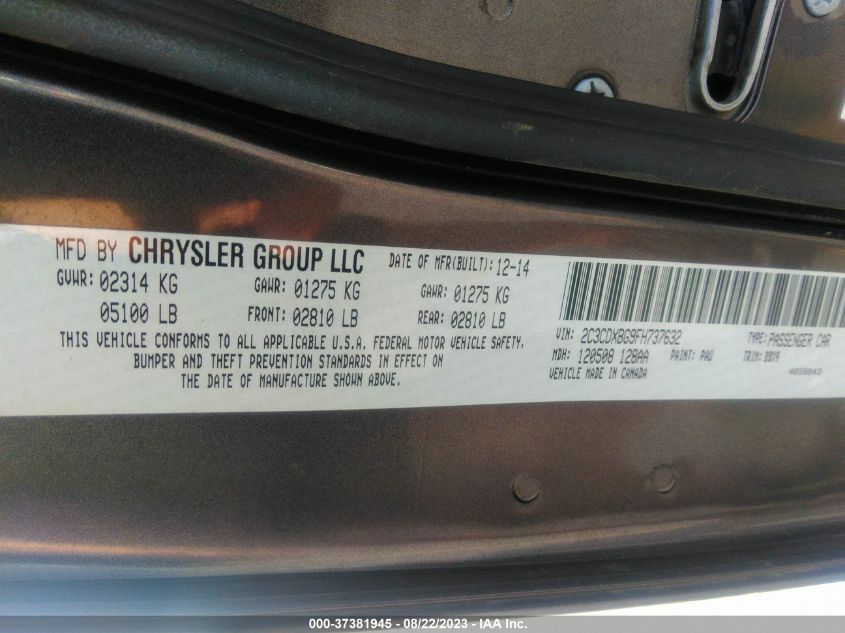 MFD BY CHRYSLER GROUP LLC
DATE OF MFR(BUILT): 12-14
GVWR: 02314 KG GAWR: 01275 KG GAWR: 01275 KG
05100 LB FRONT: 02810 LB REAR: 02810 LB
THIS VEHICLE CONFORMS TO ALL APPLICABLE U.S.A. FEDERAL MOTOR VEHICLE SAFETY,
BUMPER AND THEFT PREVENTION STANDARDS IN EFFECT ON
THE DATE OF MANUFACTURE SHOWN ABOVE.
VIN: 2C3CDXBG9FH737632 TYPE: PASSENGER CAR
MDH: 120508 128AA PAINT: PAU TRIM: BBX9
VEHICLE MADE IN CANADA 4658843
000-37381945 - 08/22/2023 - IAA Inc.